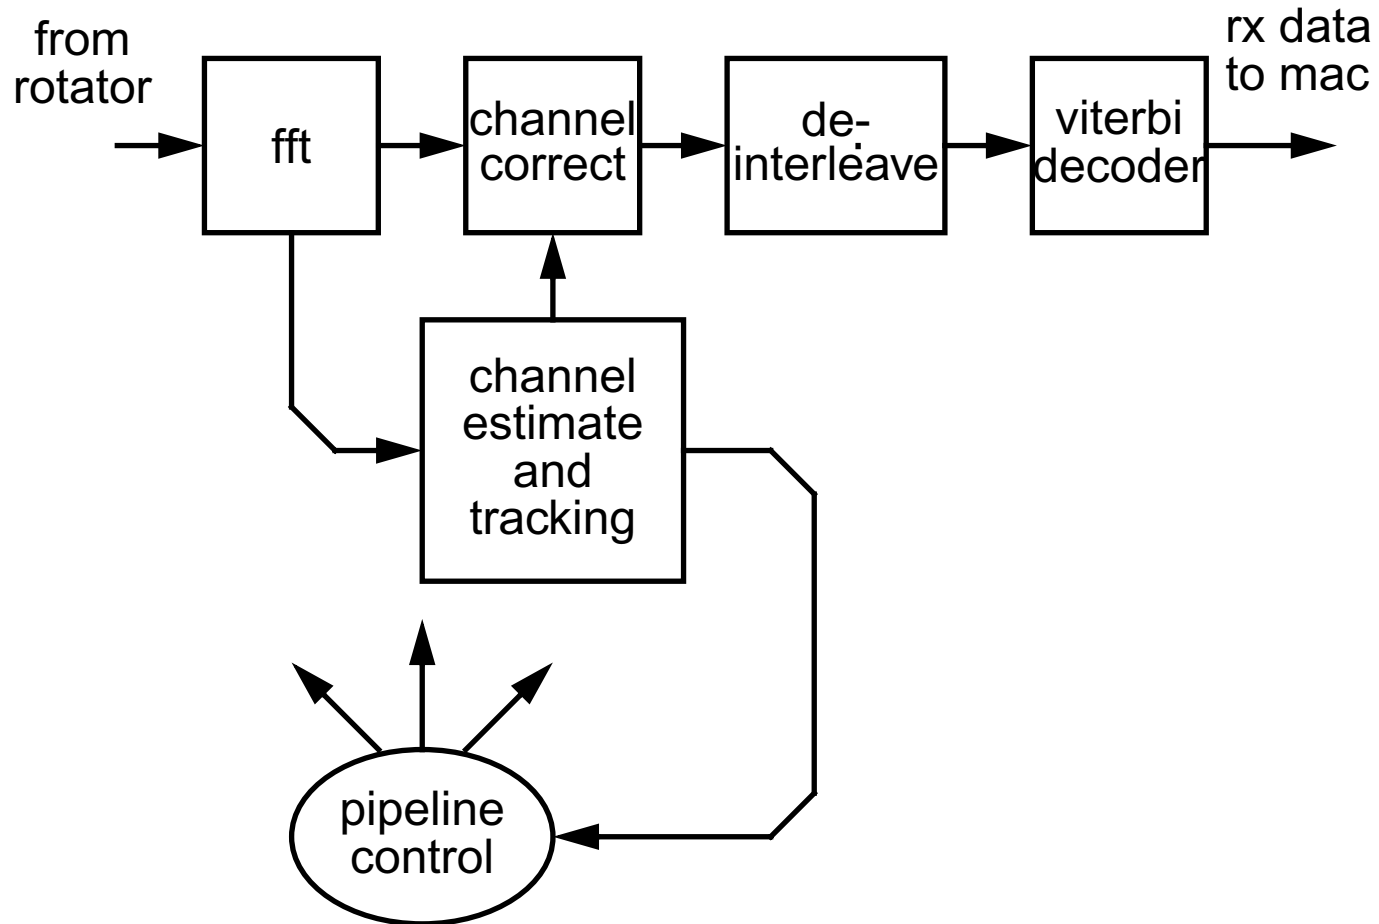 from
rotator
fft
channel
correct
de-
interleave
viterbi
decoder
rx data
to mac
channel
estimate
and
tracking
pipeline
control